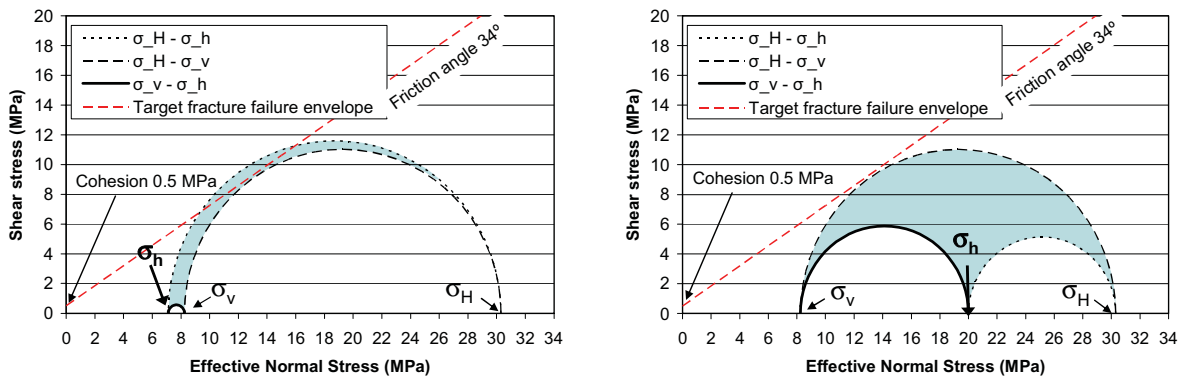 20
18
16
14
12
10
8
6
4
2
0
Shear stress (MPa)
σ_H - σ_h
σ_H - σ_v
σ_v - σ_h
Target fracture failure envelope
Friction angle 34º
Cohesion 0.5 MPa
σh
σv
σH
0 2 4 6 8 10 12 14 16 18 20 22 24 26 28 30 32 34
Effective Normal Stress (MPa)
20
18
16
14
12
10
8
6
4
2
0
Shear stress (MPa)
σ_H - σ_h
σ_H - σ_v
σ_v - σ_h
Target fracture failure envelope
Friction angle 34º
Cohesion 0.5 MPa
σh
σv
σH
0 2 4 6 8 10 12 14 16 18 20 22 24 26 28 30 32 34
Effective Normal Stress (MPa)